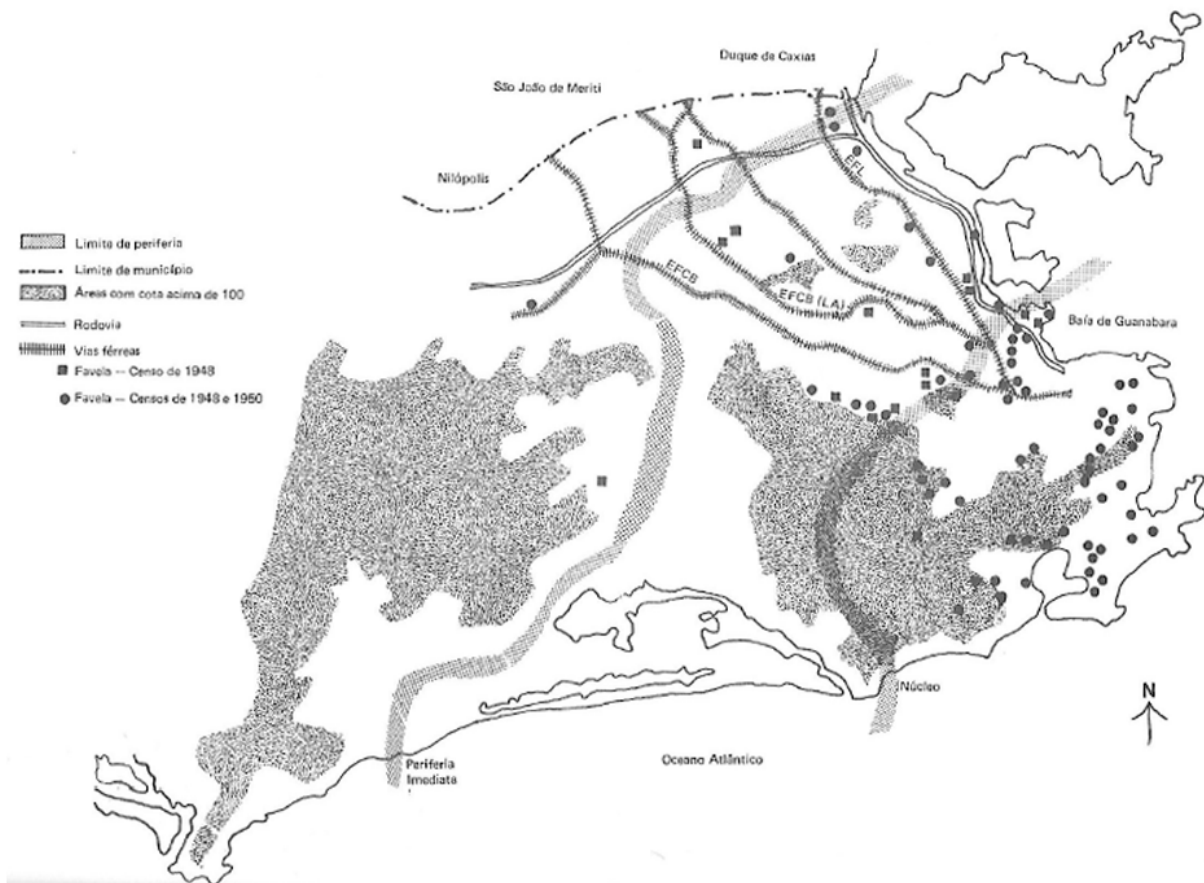 Duque de Caxias
São João de Meriti
Nilópolis
Limite de periferia
Limite de município
Áreas com cota acima de 100
Rodovia
Vias férreas
Favela — Censo de 1948
Favela — Censos de 1948 e 1950
EFL
EFCB
EFCB (LA)
Baía de Guanabara
Núcleo
N
Periferia
Imediata
Oceano Atlântico